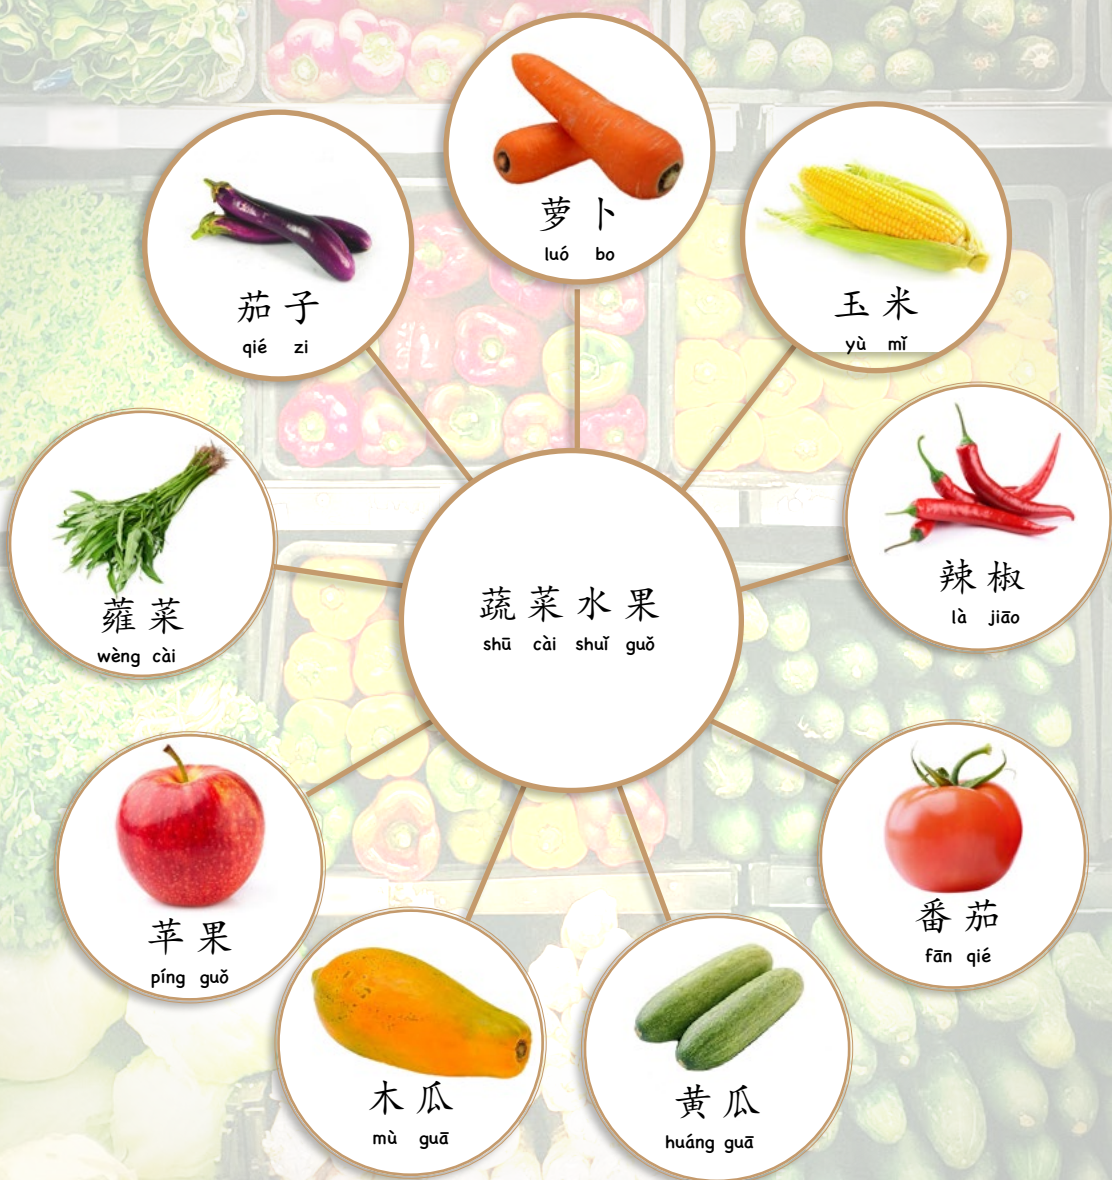 萝卜
luó bo
玉米
yù mǐ
辣椒
là jiāo
番茄
fān qié
黄瓜
huáng guā
木瓜
mù guā
苹果
píng guǒ
蕹菜
wèng cài
茄子
qié zi
蔬菜水果
shū cài shuǐ guǒ